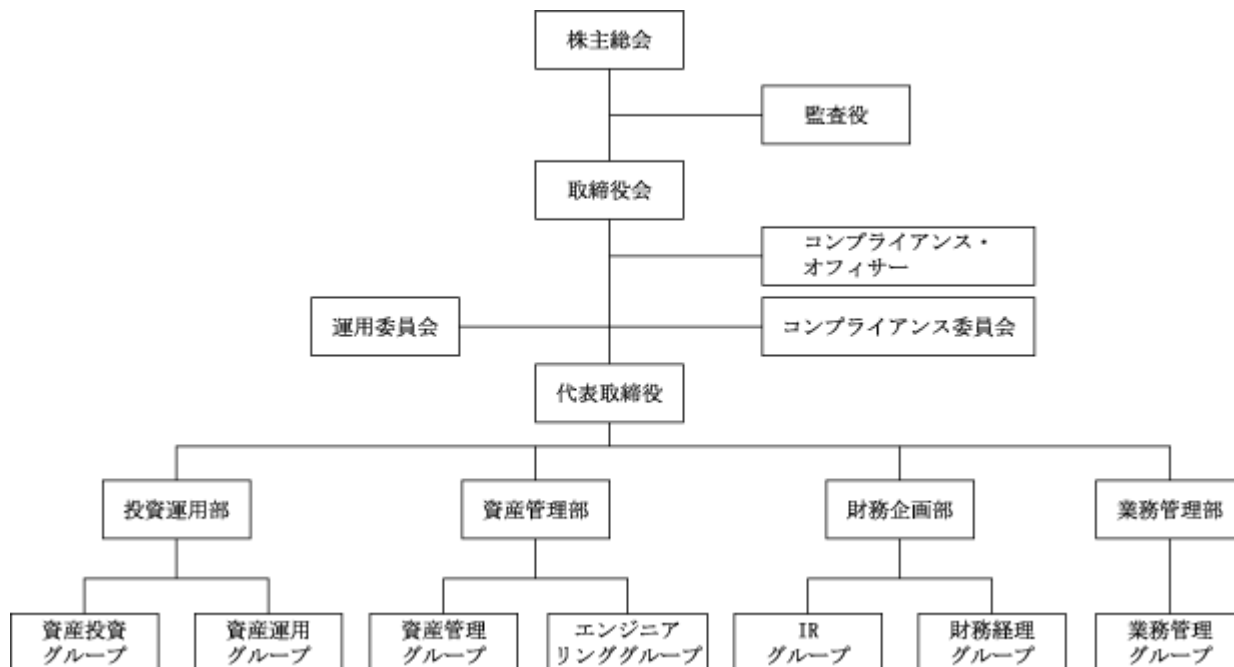 株主総会
監査役
取締役会
コンプライアンス・
オフィサー
運用委員会
コンプライアンス委員会
代表取締役
投資運用部
資産管理部
財務企画部
業務管理部
資産投資
グループ
資産運用
グループ
資産管理
グループ
エンジニア
リンググループ
IR
グループ
財務経理
グループ
業務管理
グループ